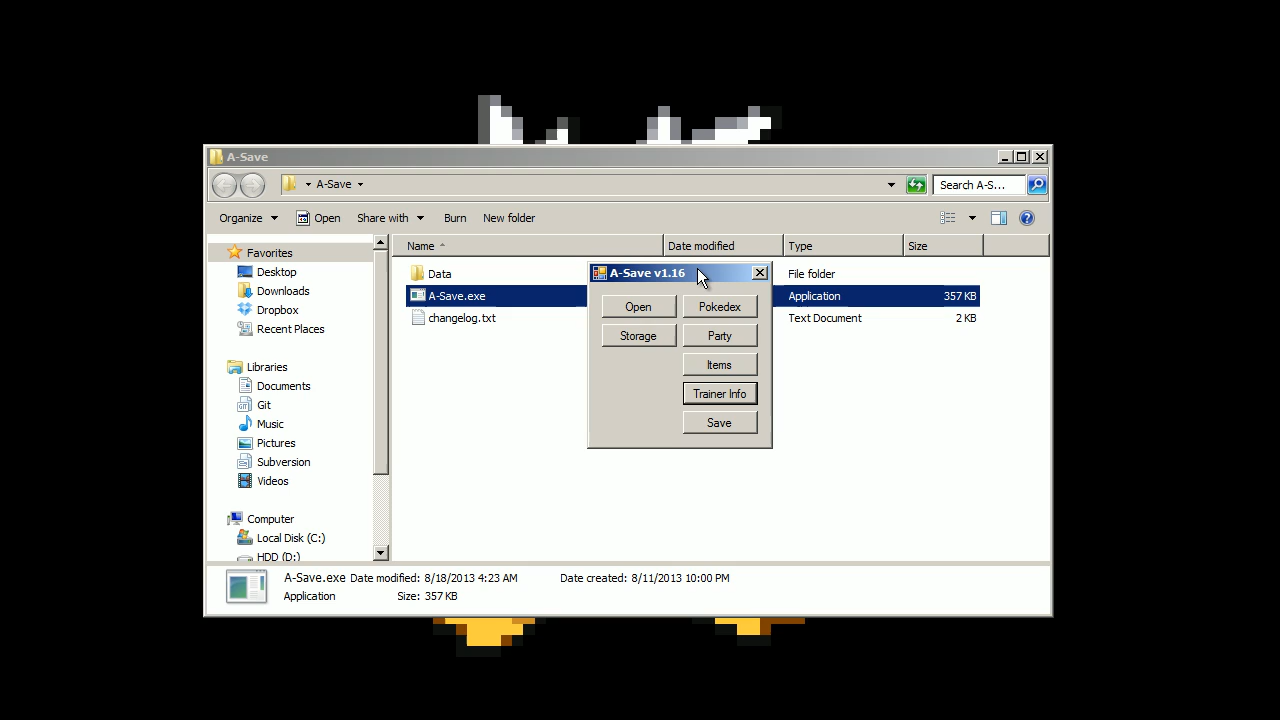 A-Save
A-Save
Search A-S...
Organize Open Share with Burn New folder
Name Date modified Type Size
Favorites
Desktop
Downloads
Dropbox
Recent Places
Libraries
Documents
Git
Music
Pictures
Subversion
Videos
Computer
Local Disk (C:)
HDD (D:)
Data File folder
A-Save.exe Application 357 KB
changelog.txt Text Document 2 KB
A-Save v1.16
Open Pokedex
Storage Party
Items
Trainer Info
Save
A-Save.exe Date modified: 8/18/2013 4:23 AM Date created: 8/11/2013 10:00 PM
Application Size: 357 KB